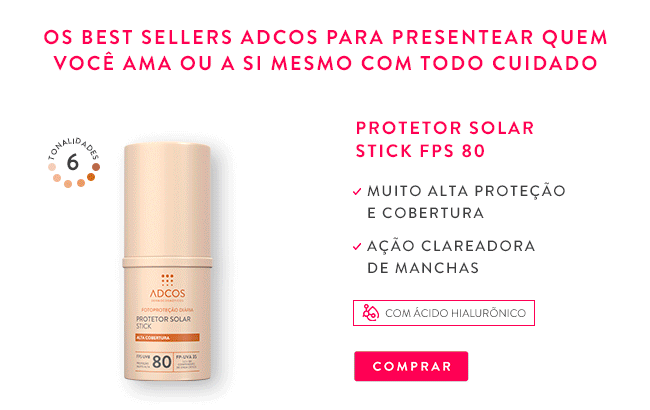 OS BEST SELLERS ADCOS PARA PRESENTEAR QUEM
VOCÊ AMA OU A SI MESMO COM TODO CUIDADO
TONALIDADES
6
PROTETOR SOLAR
STICK FPS 80
MUITO ALTA PROTEÇÃO
E COBERTURA
AÇÃO CLAREADORA
DE MANCHAS
COM ÁCIDO HIALURÔNICO
COMPRAR
ADCOS
FOTOPROTEÇÃO DIÁRIA
PROTETOR SOLAR
STICK
ALTA COBERTURA
80